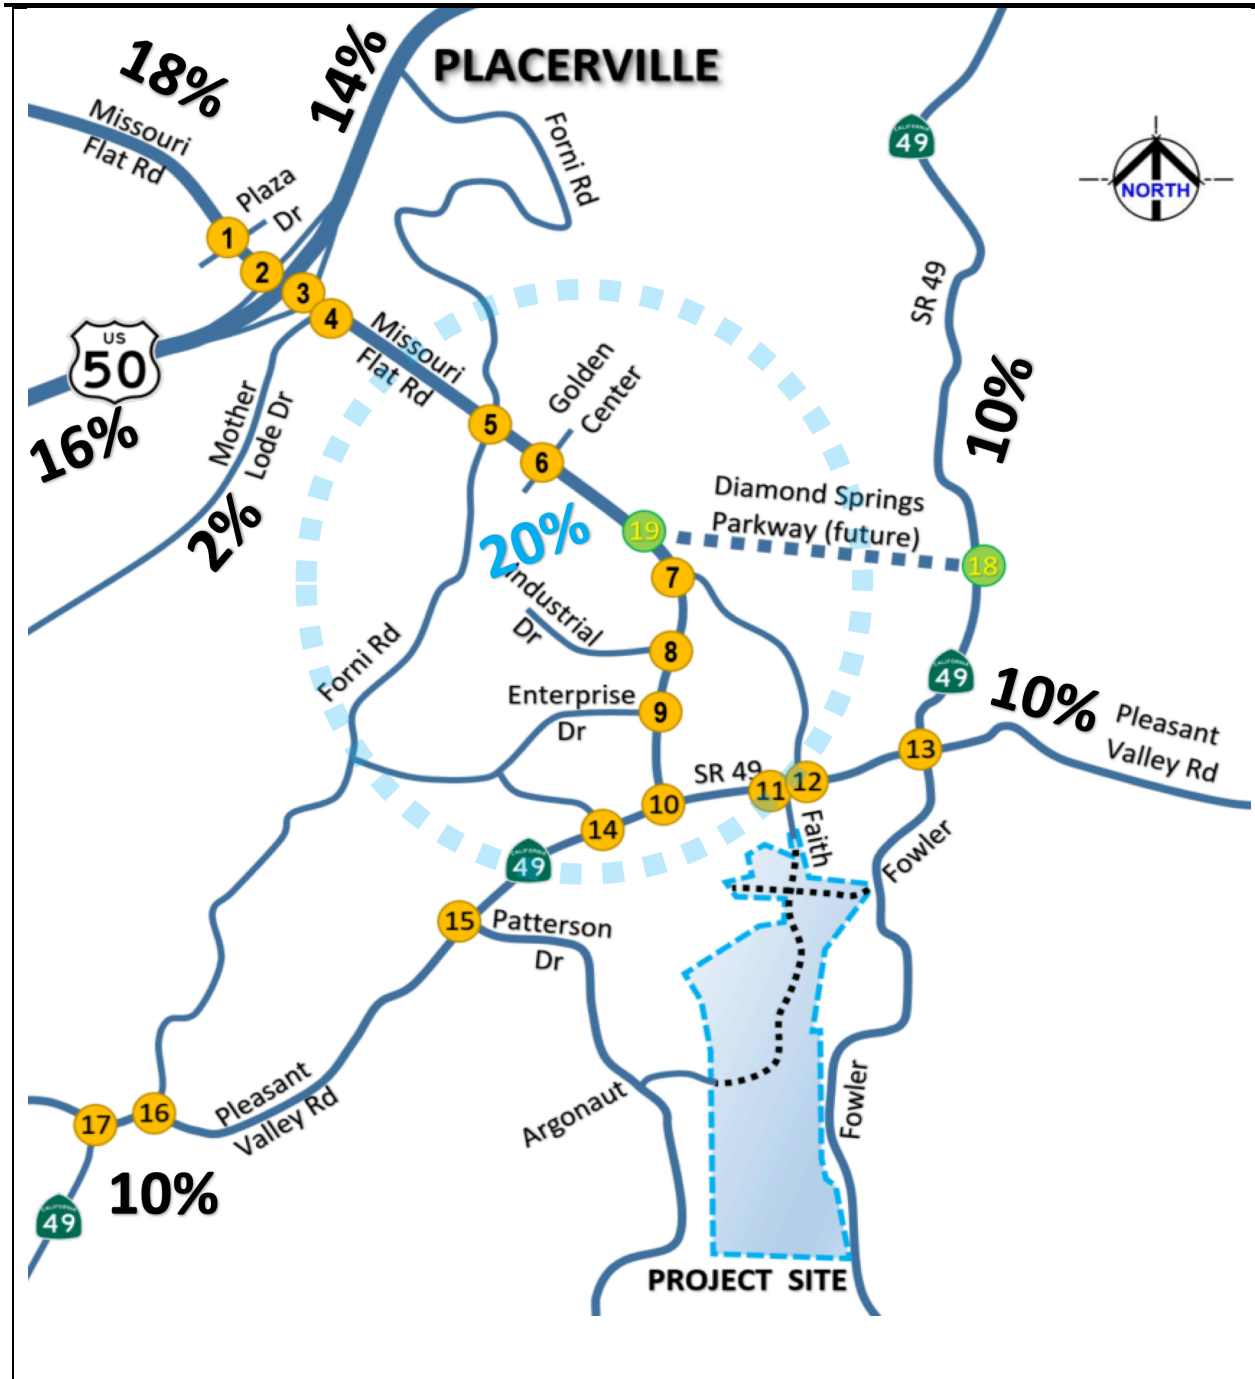 18%
14%
PLACERVILLE
Missouri
Flat Rd
Plaza
Dr
Forni Rd
CALIFORNIA
49
NORTH
1
2
3
4
US
50
Missouri
Flat Rd
SR 49
16%
Mother
Lode Dr
2%
Golden
Center
5
6
10%
20%
Diamond Springs
Parkway (future)
19
18
7
Industrial
Dr
8
Forni Rd
Enterprise
Dr
9
CALIFORNIA
49
10%
Pleasant
Valley Rd
13
SR 49
10
11
12
14
Faith
Fowler
CALIFORNIA
49
15
Patterson
Dr
Argonaut
Fowler
Pleasant
Valley Rd
16
17
10%
CALIFORNIA
49
PROJECT SITE